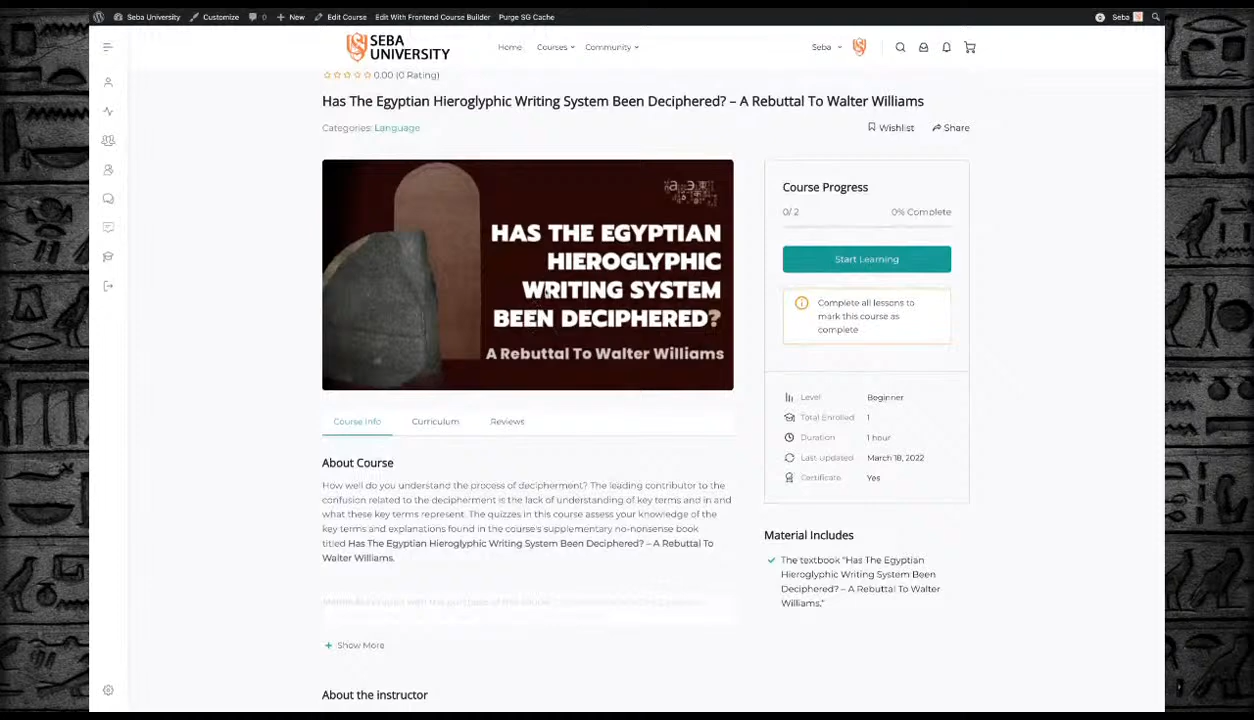 Seba University Customize 0 New Edit Course Edit With Frontend Course Builder Purge SG Cache Seba
SEBA
UNIVERSITY
Home Courses Community Seba
0.00 (0 Rating)
Has The Egyptian Hieroglyphic Writing System Been Deciphered? – A Rebuttal To Walter Williams
Categories: Language Wishlist Share
HAS THE EGYPTIAN
HIEROGLYPHIC
WRITING SYSTEM
BEEN DECIPHERED?
A Rebuttal To Walter Williams
Course Progress
0/ 2 0% Complete
Start Learning
Complete all lessons to
mark this course as
complete
Level Beginner
Total Enrolled 1
Duration 1 hour
Last Updated March 18, 2022
Certificate Yes
Course Info Curriculum Reviews
About Course
How well do you understand the process of decipherment? The leading contributor to the
confusion related to the decipherment is the lack of understanding of key terms and in and
what these key terms represent. The quizzes in this course assess your knowledge of the
key terms and explanations found in the course's supplementary no-nonsense book
titled Has The Egyptian Hieroglyphic Writing System Been Deciphered? – A Rebuttal To
Walter Williams.
Show More
About the instructor
Material Includes
The textbook "Has The Egyptian
Hieroglyphic Writing System Been
Deciphered? – A Rebuttal To Walter
Williams."